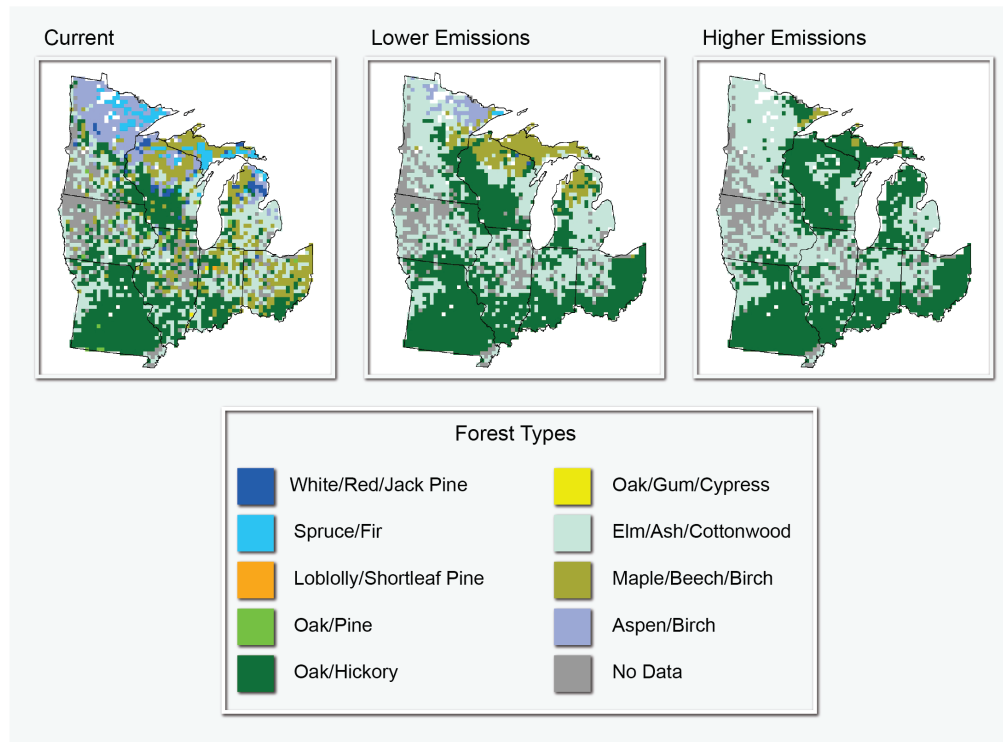 Current
Lower Emissions
Higher Emissions
Forest Types
White/Red/Jack Pine
Spruce/Fir
Loblolly/Shortleaf Pine
Oak/Pine
Oak/Hickory
Oak/Gum/Cypress
Elm/Ash/Cottonwood
Maple/Beech/Birch
Aspen/Birch
No Data